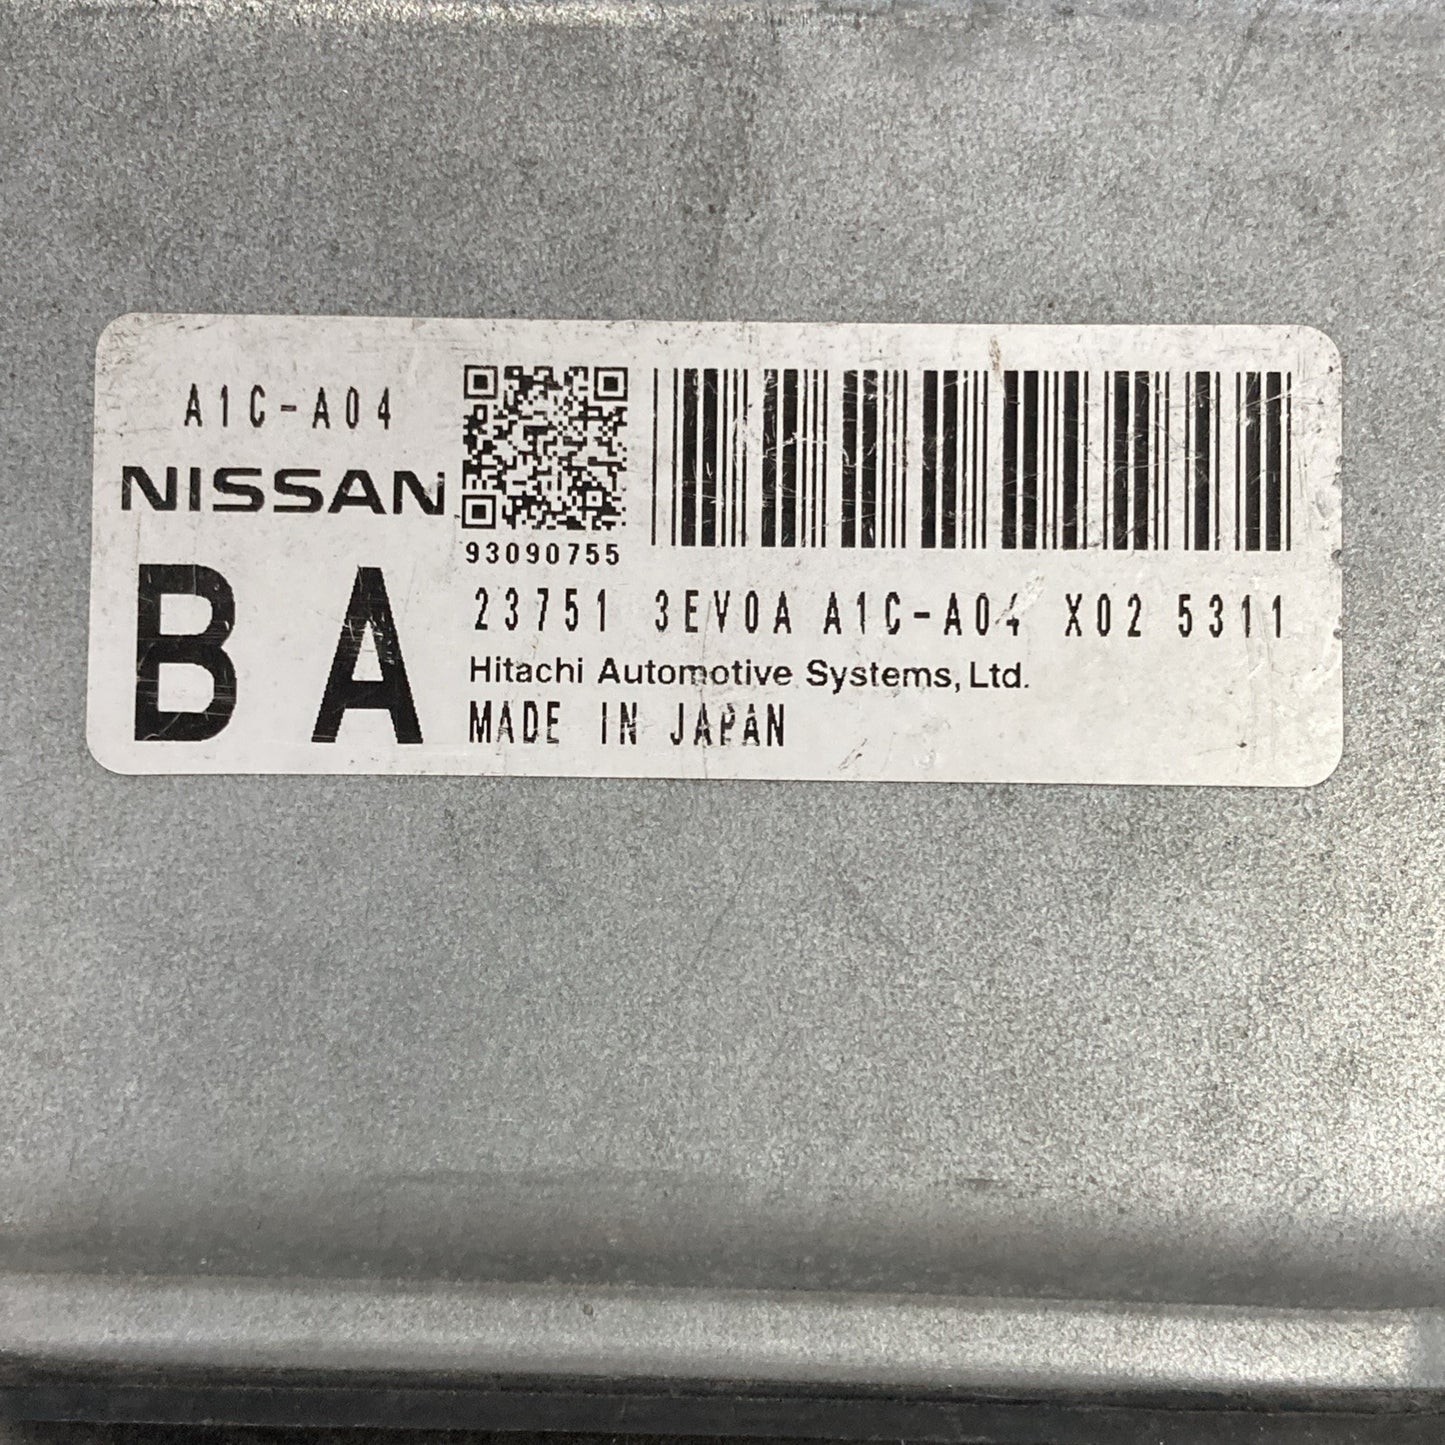 A1C-A04
NISSAN
B A
93090755
23751 3EV0A A1C-A04 X02 5311
Hitachi Automotive Systems, Ltd.
MADE IN JAPAN